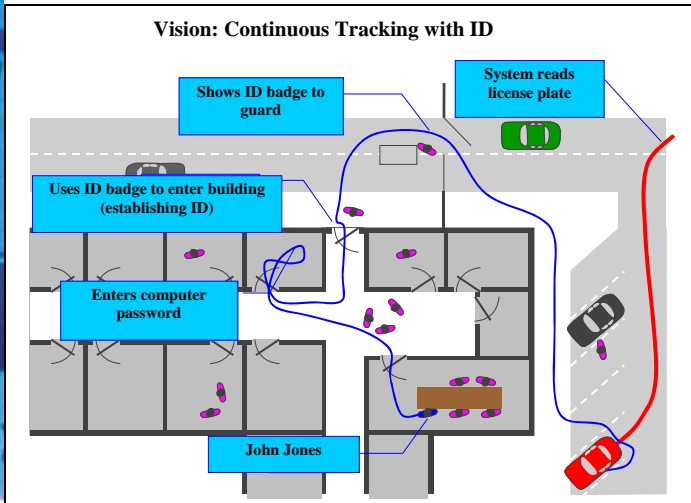 Vision: Continuous Tracking with ID
System reads
license plate
Shows ID badge to
guard
Uses ID badge to enter building
(establishing ID)
Enters computer
password
John Jones